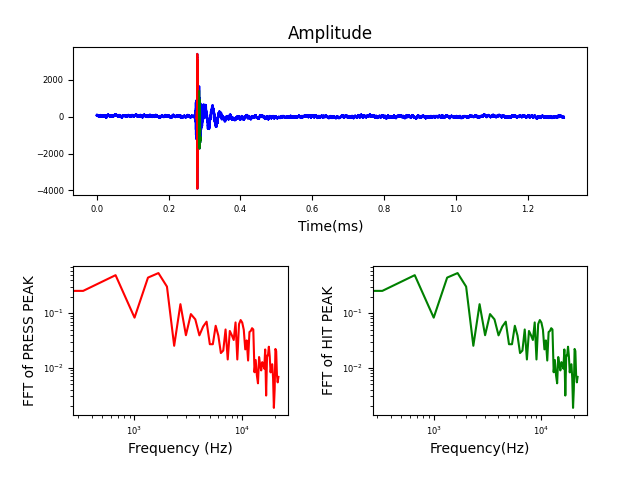 Amplitude
2000
0
−2000
−4000
0.0 0.2 0.4 0.6 0.8 1.0 1.2
Time(ms)
FFT of PRESS PEAK
10⁻¹
10⁻²
10³ 10⁴
Frequency (Hz)
FFT of HIT PEAK
10⁻¹
10⁻²
10³ 10⁴
Frequency(Hz)